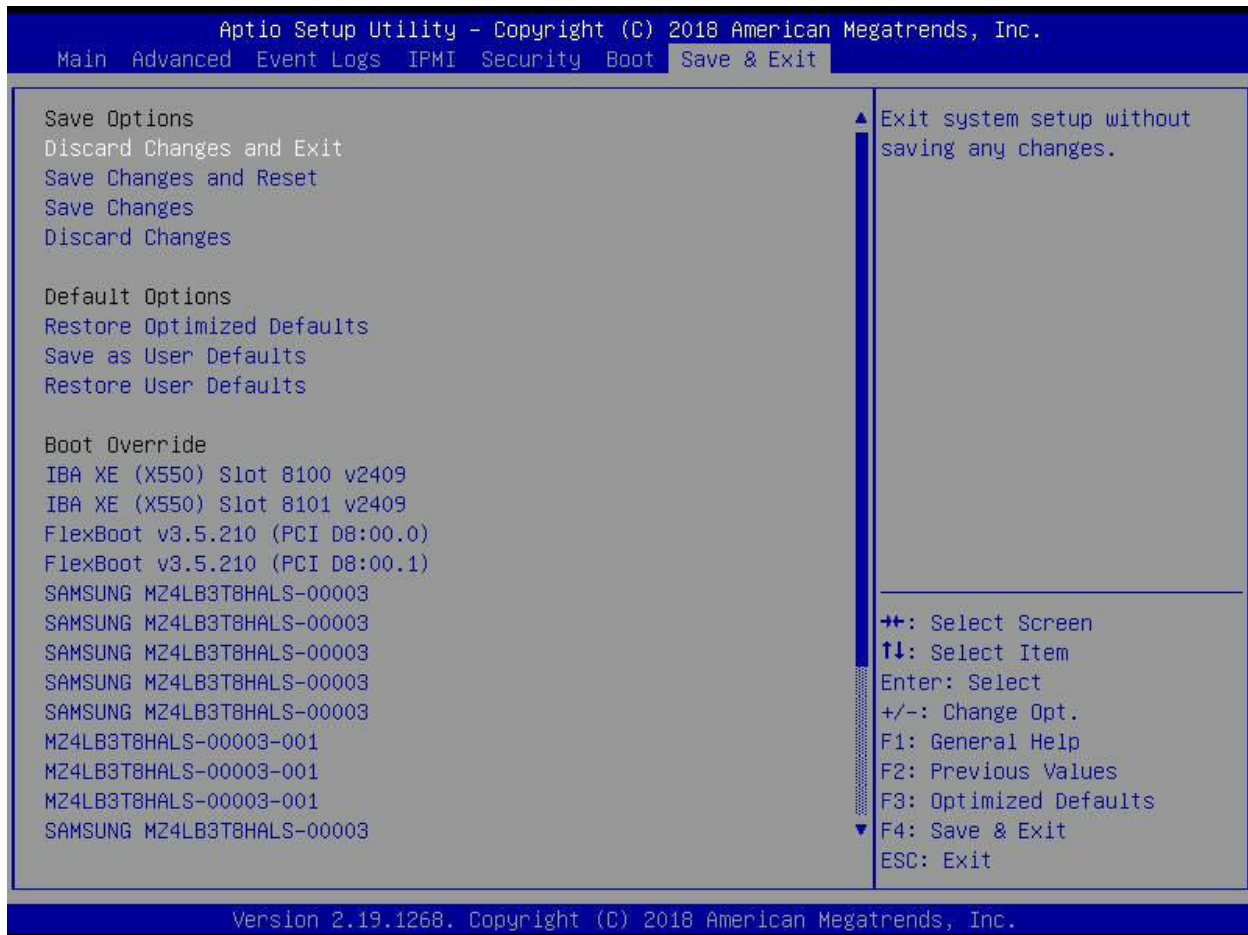 Aptio Setup Utility – Copyright (C) 2018 American Megatrends, Inc.
Main Advanced Event Logs IPMI Security Boot Save & Exit
Save Options
Discard Changes and Exit
Save Changes and Reset
Save Changes
Discard Changes
Default Options
Restore Optimized Defaults
Save as User Defaults
Restore User Defaults
Boot Override
IBA XE (X550) Slot 8100 v2409
IBA XE (X550) Slot 8101 v2409
FlexBoot v3.5.210 (PCI D8:00.0)
FlexBoot v3.5.210 (PCI D8:00.1)
SAMSUNG MZ4LB3T8HALS-00003
SAMSUNG MZ4LB3T8HALS-00003
SAMSUNG MZ4LB3T8HALS-00003
SAMSUNG MZ4LB3T8HALS-00003
SAMSUNG MZ4LB3T8HALS-00003
MZ4LB3T8HALS-00003-001
MZ4LB3T8HALS-00003-001
MZ4LB3T8HALS-00003-001
SAMSUNG MZ4LB3T8HALS-00003
Exit system setup without
saving any changes.
→←: Select Screen
↑↓: Select Item
Enter: Select
+/-: Change Opt.
F1: General Help
F2: Previous Values
F3: Optimized Defaults
F4: Save & Exit
ESC: Exit
Version 2.19.1268. Copyright (C) 2018 American Megatrends, Inc.